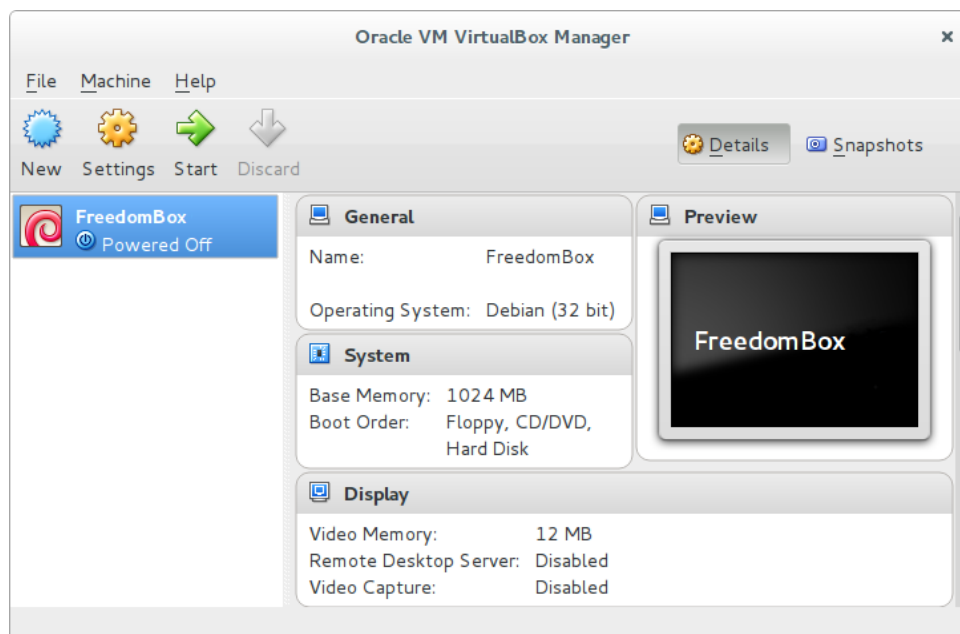 Oracle VM VirtualBox Manager
File Machine Help
New Settings Start Discard
Details Snapshots
FreedomBox
Powered Off
General
Name: FreedomBox
Operating System: Debian (32 bit)
System
Base Memory: 1024 MB
Boot Order: Floppy, CD/DVD,
Hard Disk
Preview
FreedomBox
Display
Video Memory: 12 MB
Remote Desktop Server: Disabled
Video Capture: Disabled